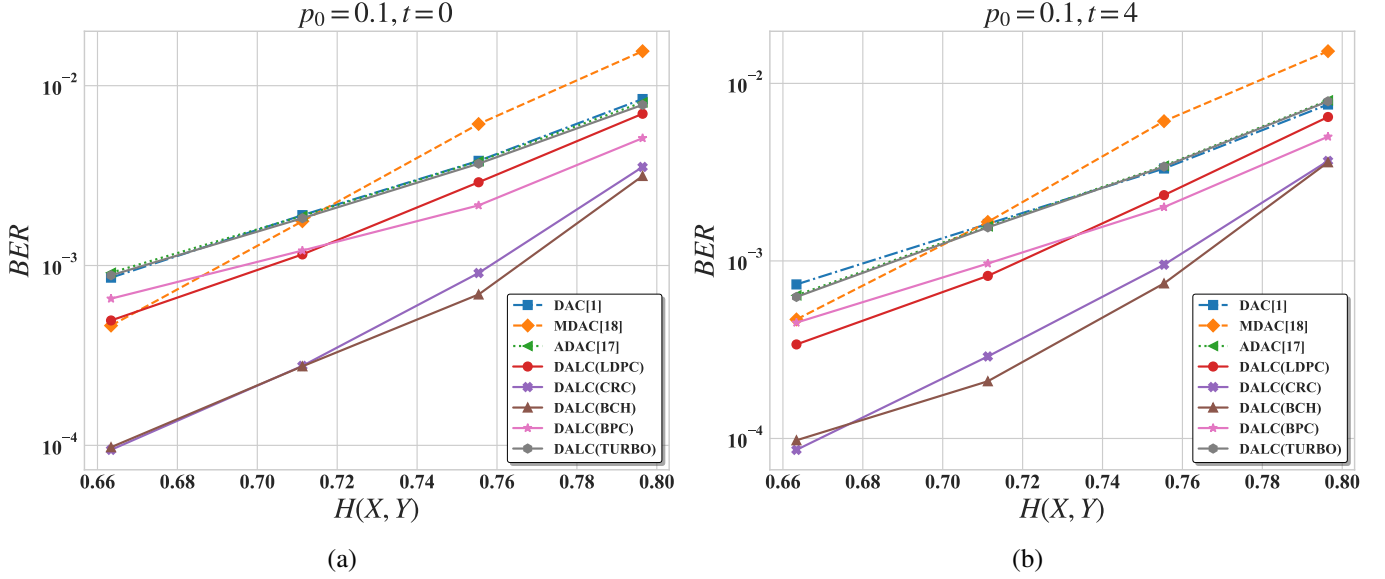 p₀ = 0.1, t = 0
BER
10⁻²
10⁻³
10⁻⁴
0.66 0.68 0.70 0.72 0.74 0.76 0.78 0.80
H(X, Y)
DAC[1]
MDAC[18]
ADAC[17]
DALC(LDPC)
DALC(CRC)
DALC(BCH)
DALC(BPC)
DALC(TURBO)
(a)
p₀ = 0.1, t = 4
BER
10⁻²
10⁻³
10⁻⁴
0.66 0.68 0.70 0.72 0.74 0.76 0.78 0.80
H(X, Y)
DAC[1]
MDAC[18]
ADAC[17]
DALC(LDPC)
DALC(CRC)
DALC(BCH)
DALC(BPC)
DALC(TURBO)
(b)